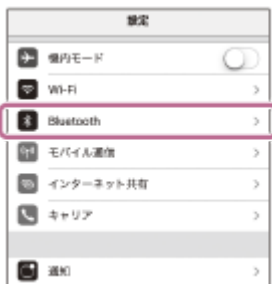 設定
機内モード
Wi-Fi
Bluetooth
モバイル通信
インターネット共有
キャリア
通知